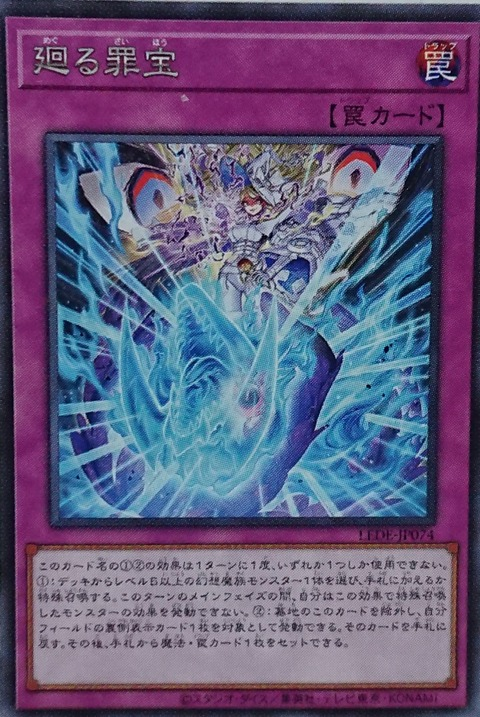 廻る罪宝
めぐ ざい ほう
トラップ
罠
【罠カード】
LEDE-JP074
このカード名の①②の効果は1ターンに1度、いずれか1つしか使用できない。
①:デッキからレベル6以上の幻想魔族モンスター1体を選び、手札に加えるか
特殊召喚する。このターンのメインフェイズの間、自分はこの効果で特殊召喚
したモンスターの効果を発動できない。②:墓地のこのカードを除外し、自分
フィールドの裏側表示カード1枚を対象として発動できる。そのカードを手札に
戻す。その後、手札から魔法・罠カード1枚をセットできる。
©スタジオ・ダイス/集英社・テレビ東京・KONAMI